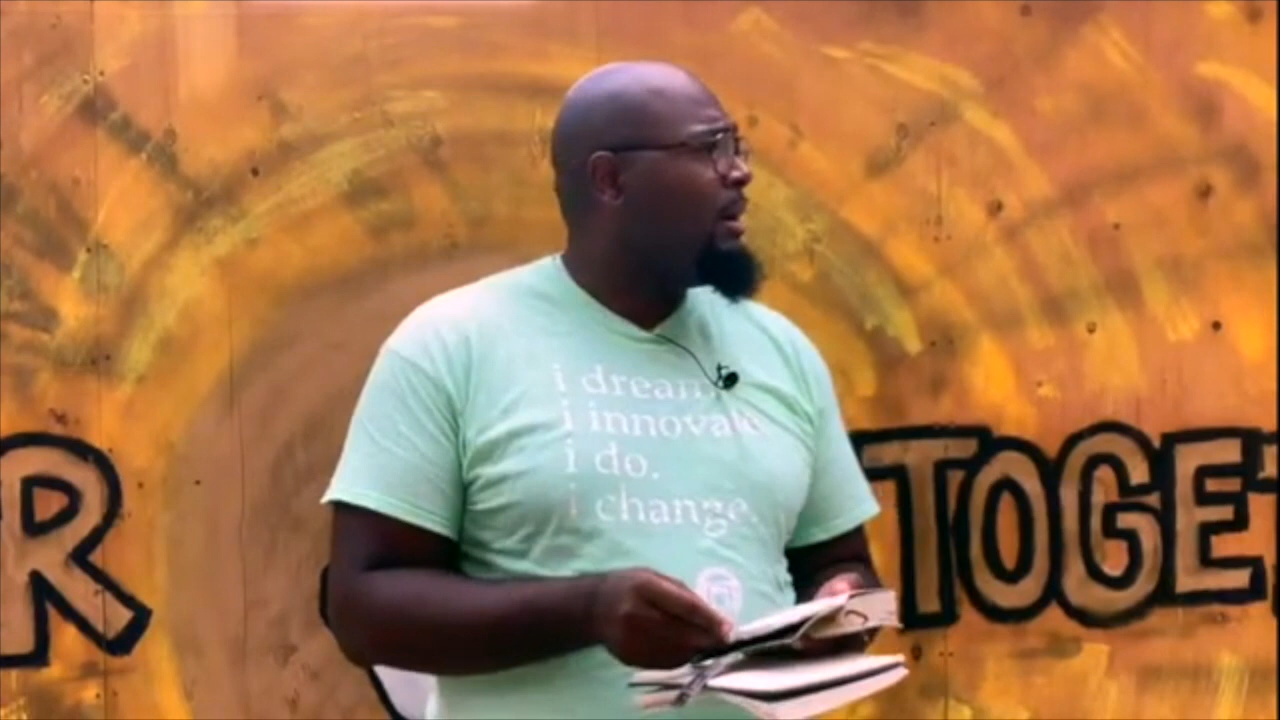 i dream.
i innovate.
i do.
i change.
R
TOGE